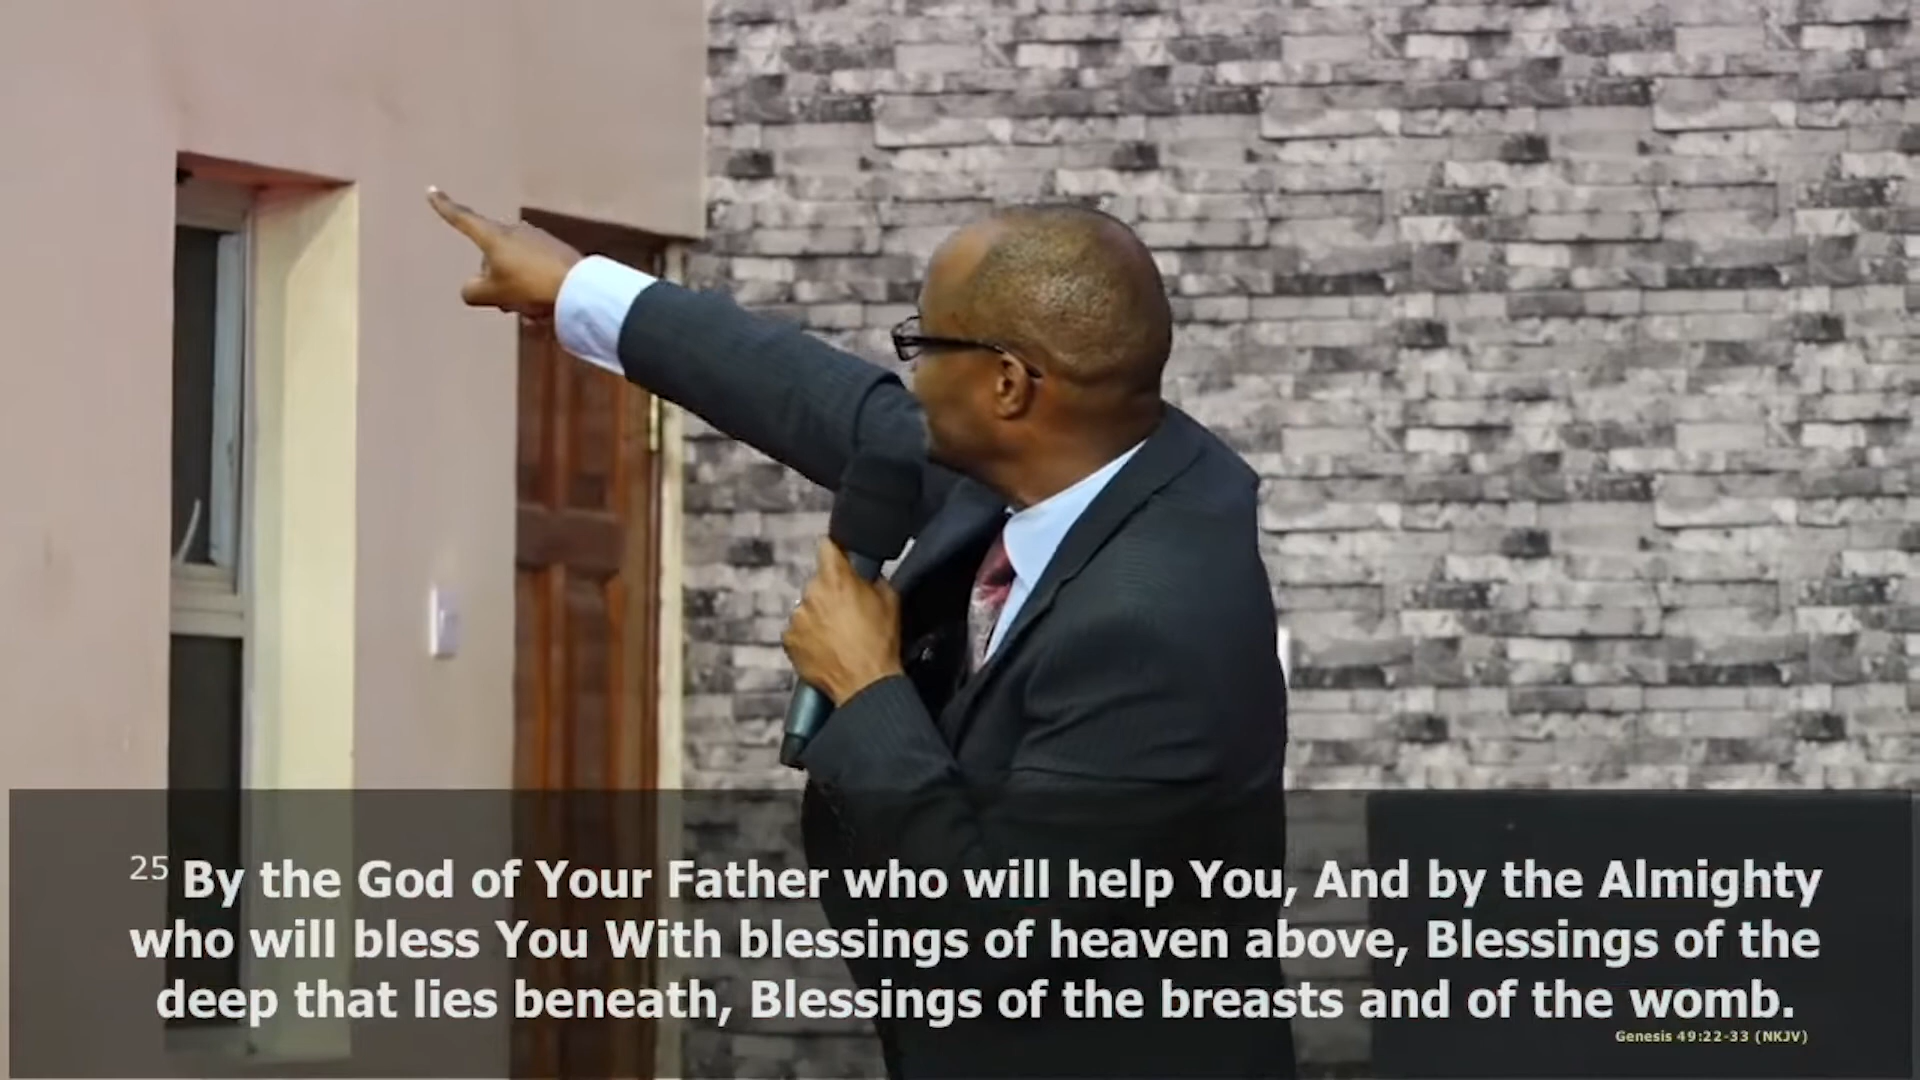 25 By the God of Your Father who will help You, And by the Almighty
who will bless You With blessings of heaven above, Blessings of the
deep that lies beneath, Blessings of the breasts and of the womb.
Genesis 49:22-33 (NKJV)